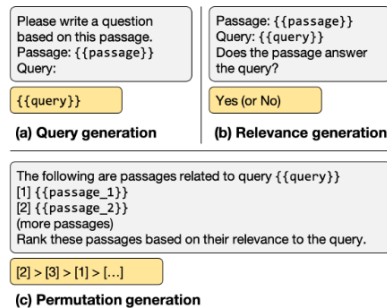 Please write a question
based on this passage.
Passage: {{passage}}
Query:
{{query}}
(a) Query generation
Passage: {{passage}}
Query: {{query}}
Does the passage answer
the query?
Yes (or No)
(b) Relevance generation
The following are passages related to query {{query}}
[1] {{passage_1}}
[2] {{passage_2}}
(more passages)
Rank these passages based on their relevance to the query.
[2] > [3] > [1] > [...]
(c) Permutation generation